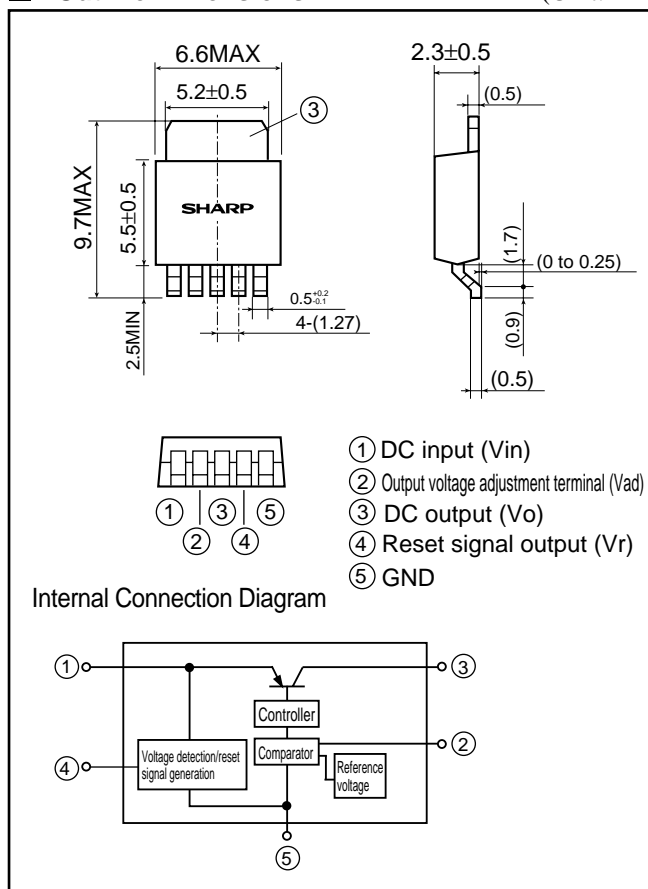 6.6MAX
2.3±0.5
5.2±0.5
(0.5)
③
9.7MAX
5.5±0.5
SHARP
(1.7)
(0 to 0.25)
2.5MIN
0.5+0.2-0.1
4-(1.27)
(0.9)
(0.5)
① DC input (Vin)
② Output voltage adjustment terminal (Vad)
③ DC output (Vo)
④ Reset signal output (Vr)
⑤ GND
① ③ ⑤
② ④
Internal Connection Diagram
① ③
Controller
②
Voltage detection/reset
signal generation
Comparator
④
Reference
voltage
⑤